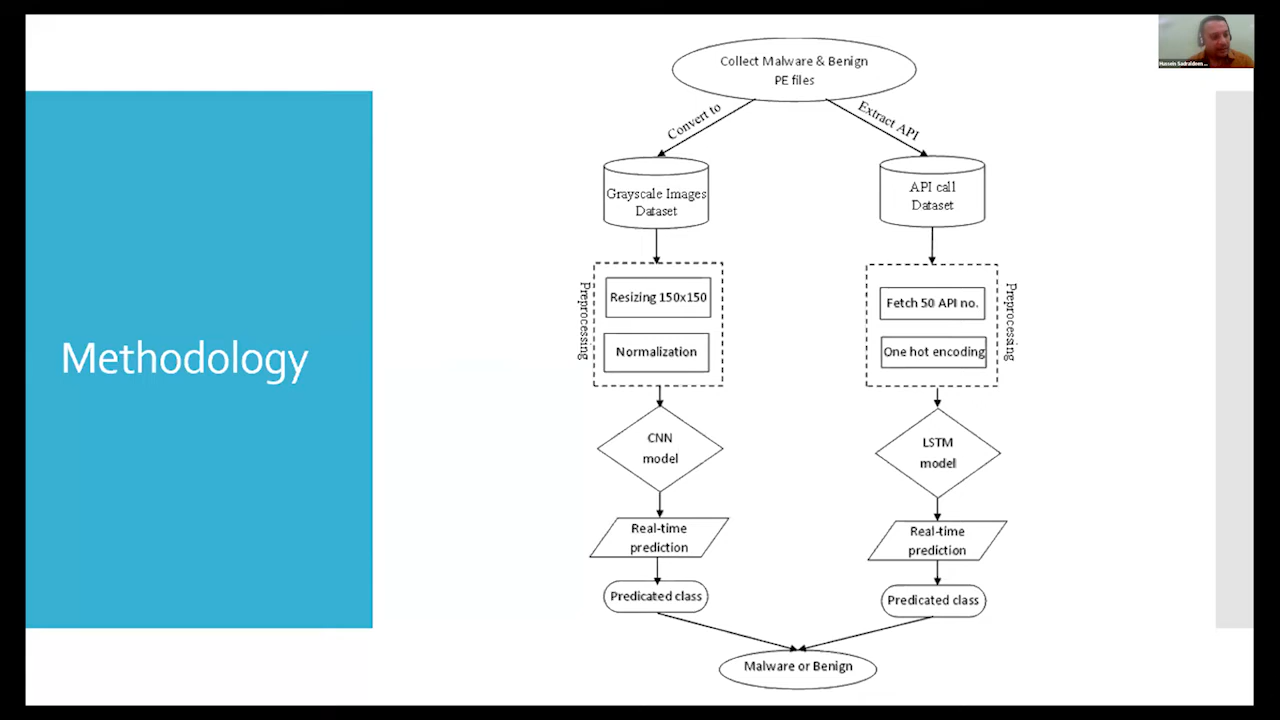 Methodology
Collect Malware & Benign
PE files
Convert to
Extract API
Grayscale Images
Dataset
API call
Dataset
Preprocessing
Resizing 150x150
Normalization
Fetch 50 API no.
One hot encoding
Preprocessing
CNN
model
LSTM
model
Real-time
prediction
Real-time
prediction
Predicated class
Predicated class
Malware or Benign
Hussein Sadruldeen ...